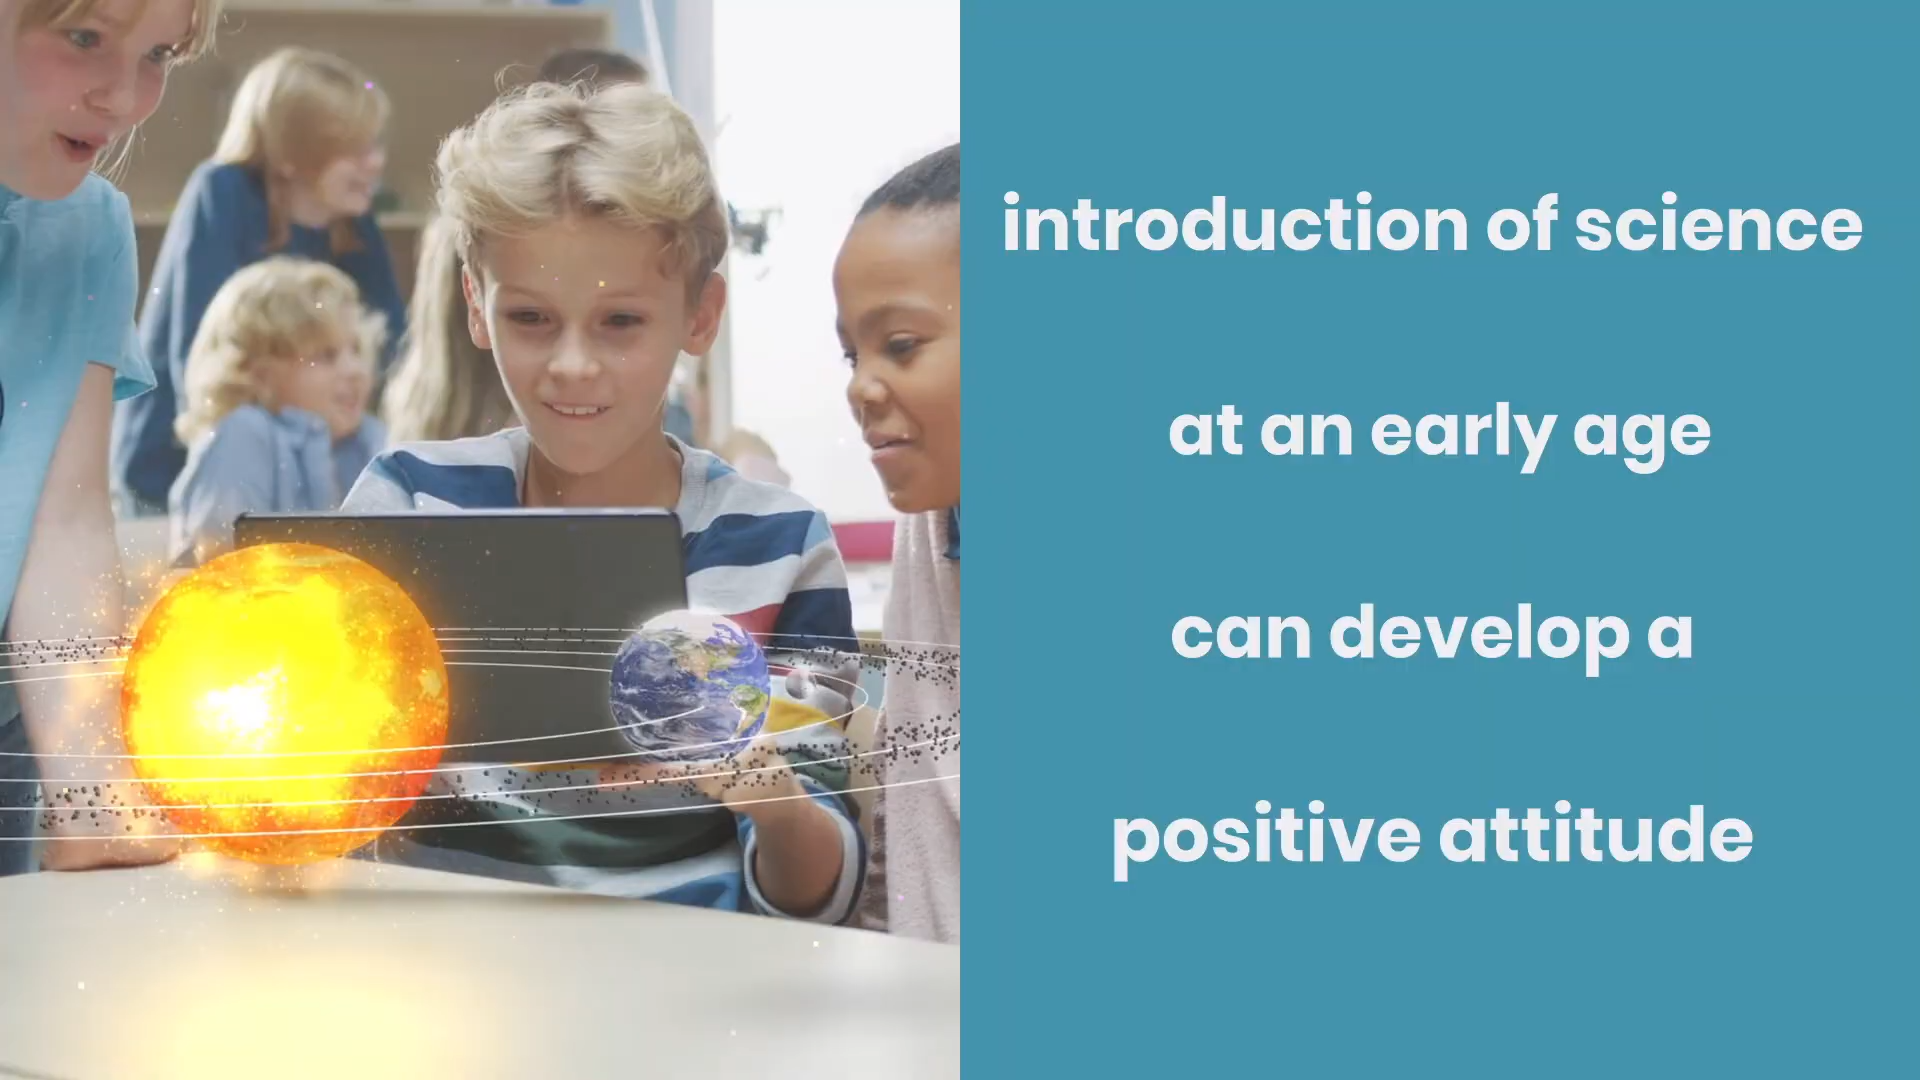 introduction of science
at an early age
can develop a
positive attitude